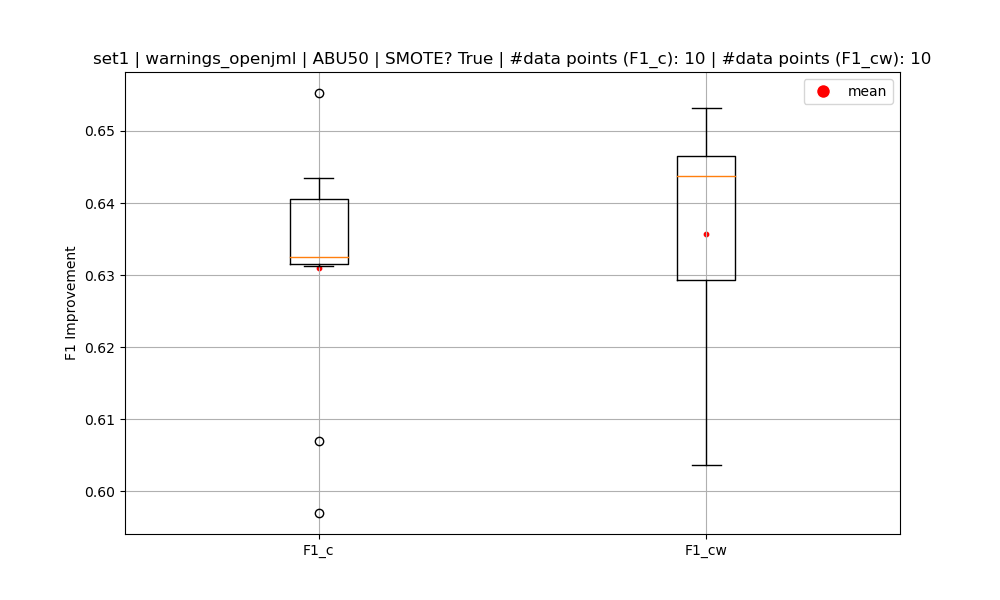 set1 | warnings_openjml | ABU50 | SMOTE? True | #data points (F1_c): 10 | #data points (F1_cw): 10
mean
0.65
0.64
0.63
0.62
0.61
0.60
F1 Improvement
F1_c
F1_cw